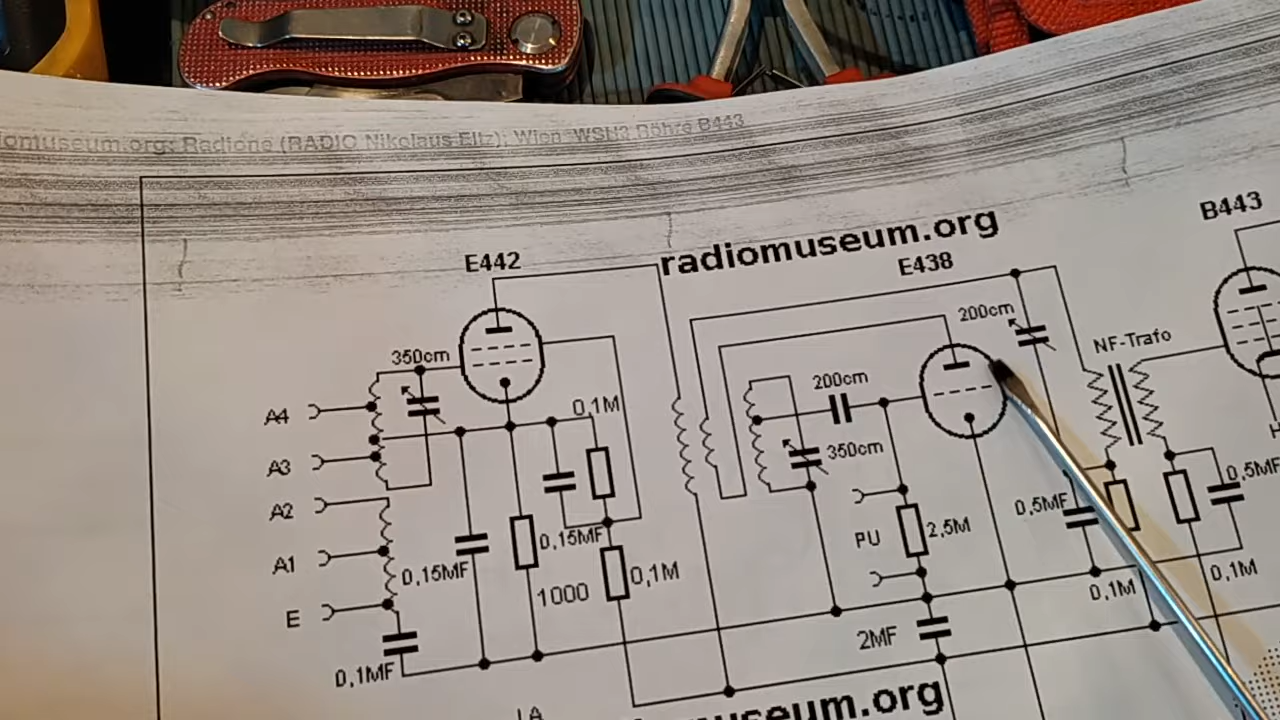 iomuseum.org: Radione (RADIO Nikolaus Eltz); Wien W5U3 Röhre B443
B443
radiomuseum.org
E442
E438
200cm
NF-Trafo
350cm
200cm
A4
0,1M
350cm
A3
0,5MF
A2
0,5MF
2,5M
PU
A1
0,15MF
0,15MF
0,1M
0,1M
0,1M
1000
E
2MF
0,1MF
museum.org